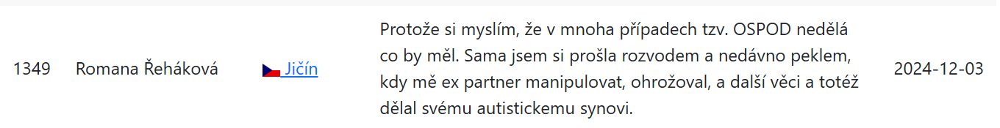 Protože si myslím, že v mnoha případech tzv. OSPOD nedělá
co by měl. Sama jsem si prošla rozvodem a nedávno peklem,
1349 Romana Řeháková Jičín 2024-12-03
kdy mě ex partner manipulovat, ohrožoval, a další věci a totéž
dělal svému autistickemu synovi.